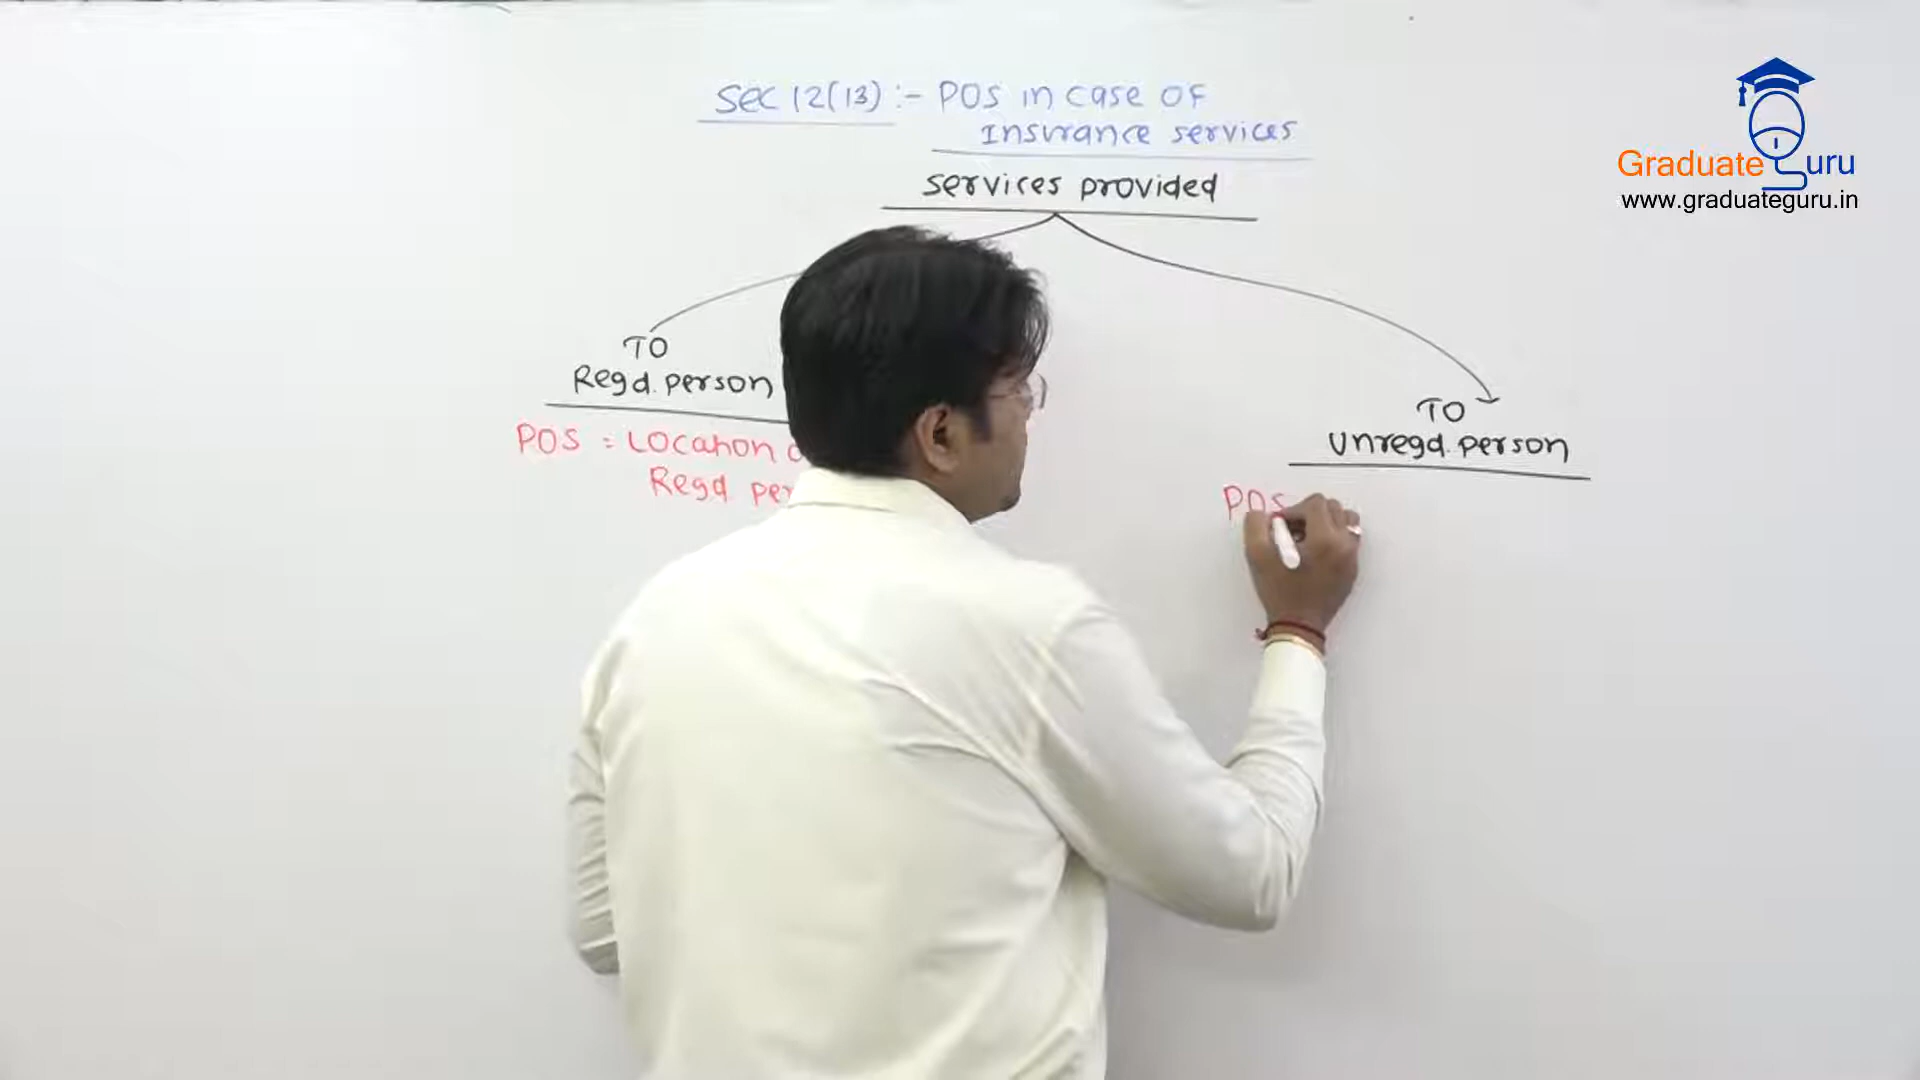 Sec 12(13) :- POS in case of
Insurance services
services provided
TO
Regd. person
POS = Location
Regd
TO
unregd. person
POS
Graduate Guru
www.graduateguru.in